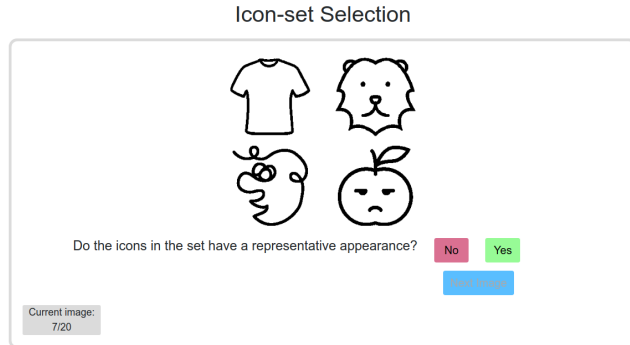 Icon-set Selection
Do the icons in the set have a representative appearance?
No
Yes
Current image:
7/20